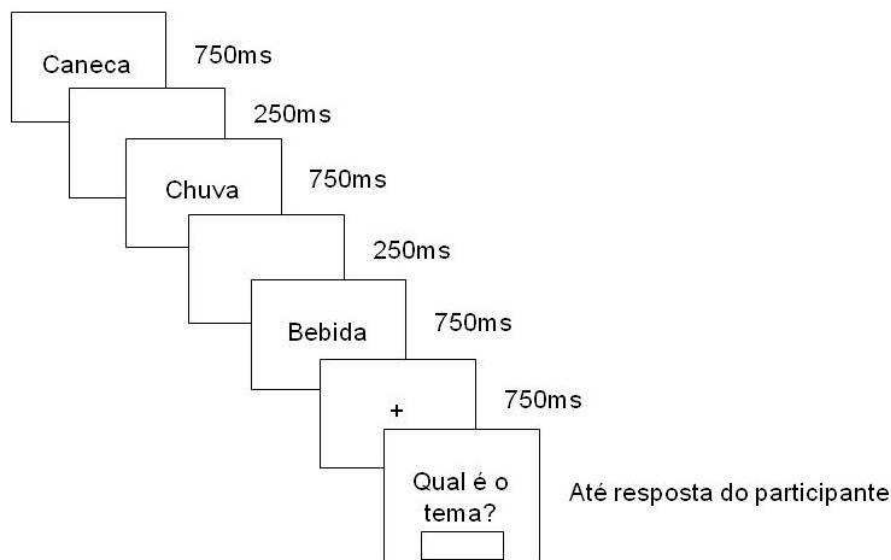 Caneca
750ms
250ms
Chuva
750ms
250ms
Bebida
750ms
+
750ms
Qual é o
tema?
Até resposta do participante